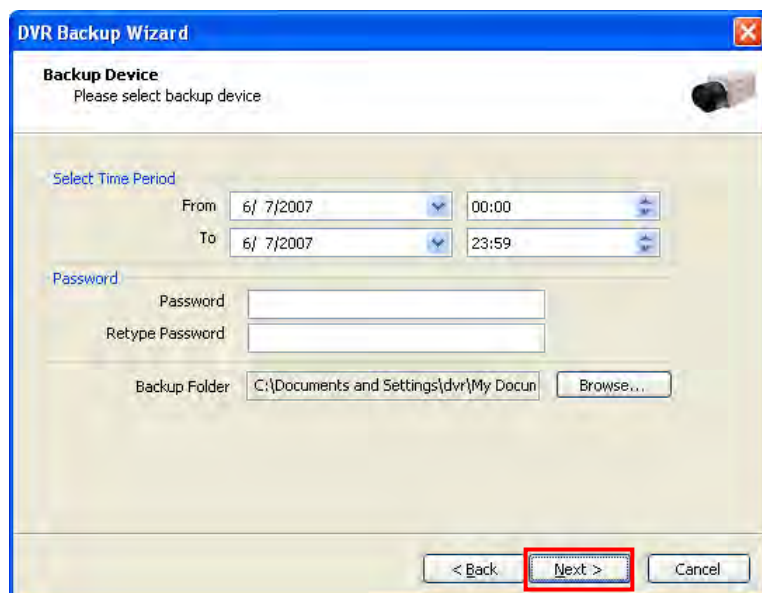 DVR Backup Wizard
Backup Device
Please select backup device
Select Time Period
From 6/ 7/2007 00:00
To 6/ 7/2007 23:59
Password
Password
Retype Password
Backup Folder C:\Documents and Settings\dvr\My Docun Browse...
< Back Next > Cancel